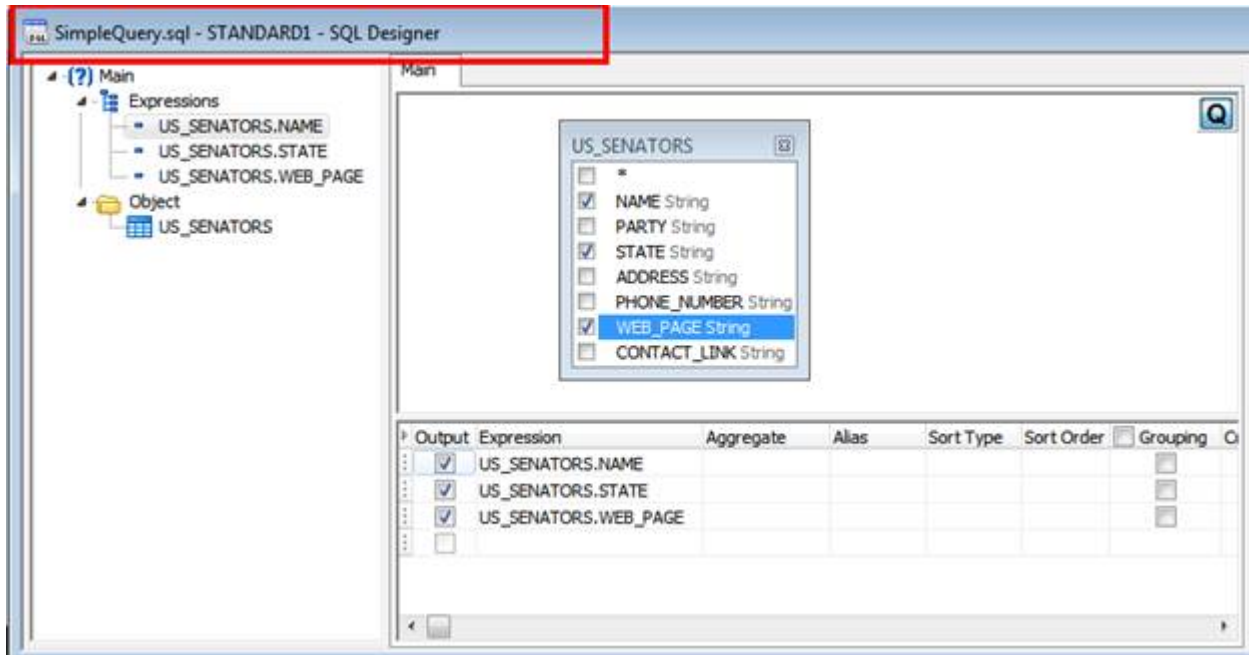 SimpleQuery.sql - STANDARD1 - SQL Designer
(?) Main
Expressions
US_SENATORS.NAME
US_SENATORS.STATE
US_SENATORS.WEB_PAGE
Object
US_SENATORS
Main
Q
US_SENATORS
*
NAME String
PARTY String
STATE String
ADDRESS String
PHONE_NUMBER String
WEB_PAGE String
CONTACT_LINK String
Output Expression Aggregate Alias Sort Type Sort Order Grouping
US_SENATORS.NAME
US_SENATORS.STATE
US_SENATORS.WEB_PAGE